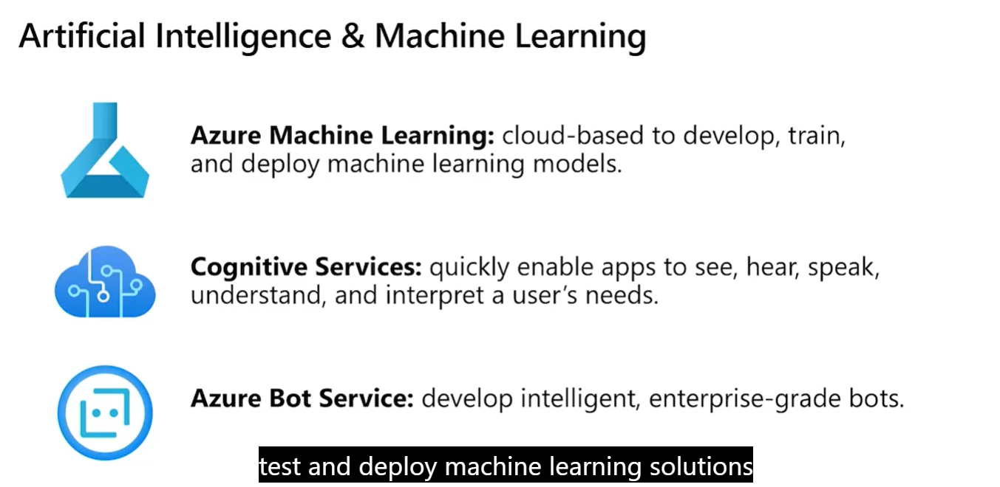 Artificial Intelligence & Machine Learning
Azure Machine Learning: cloud-based to develop, train,
and deploy machine learning models.
Cognitive Services: quickly enable apps to see, hear, speak,
understand, and interpret a user’s needs.
Azure Bot Service: develop intelligent, enterprise-grade bots.
test and deploy machine learning solutions